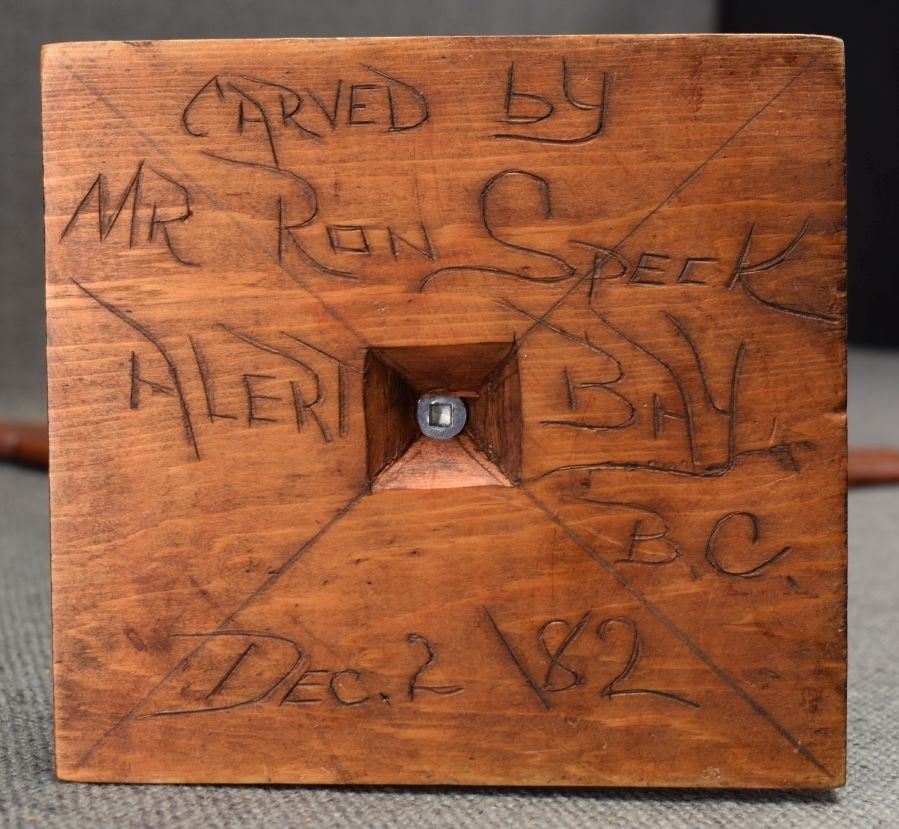 CARVED by
MR RON SPECK
ALERT BAY,
B.C.
DEC. 2 \82